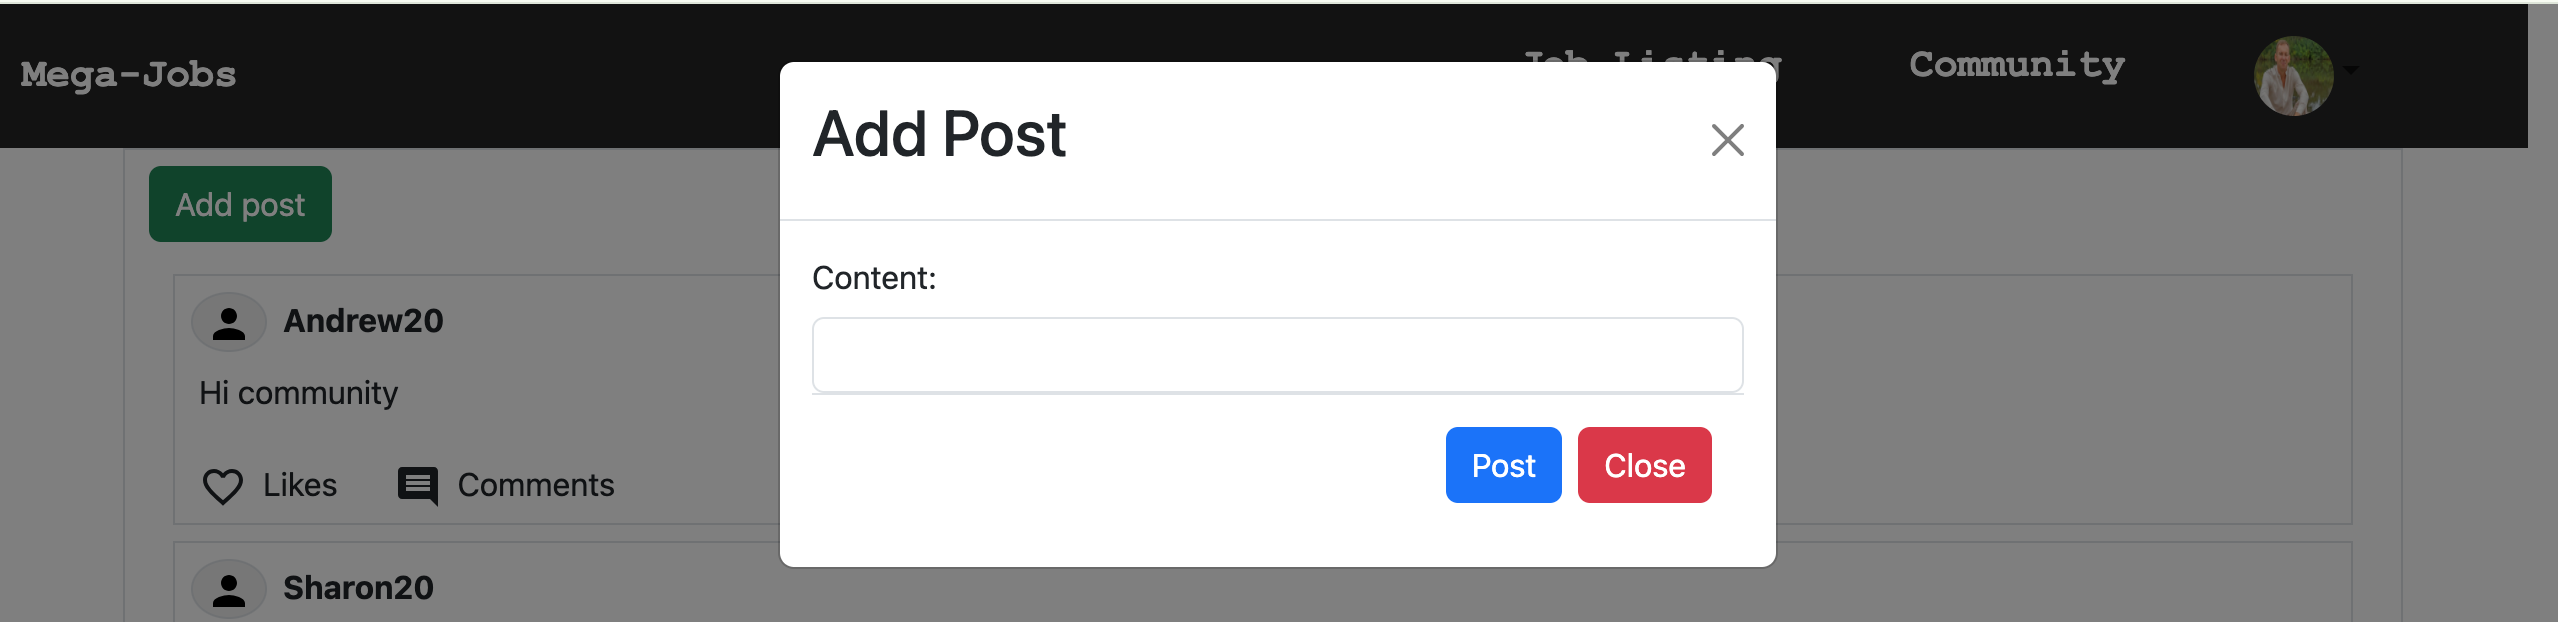 Mega-Jobs
Job Listing
Community
Add Post
Add post
Content:
Andrew20
Hi community
Likes
Comments
Post
Close
Sharon20